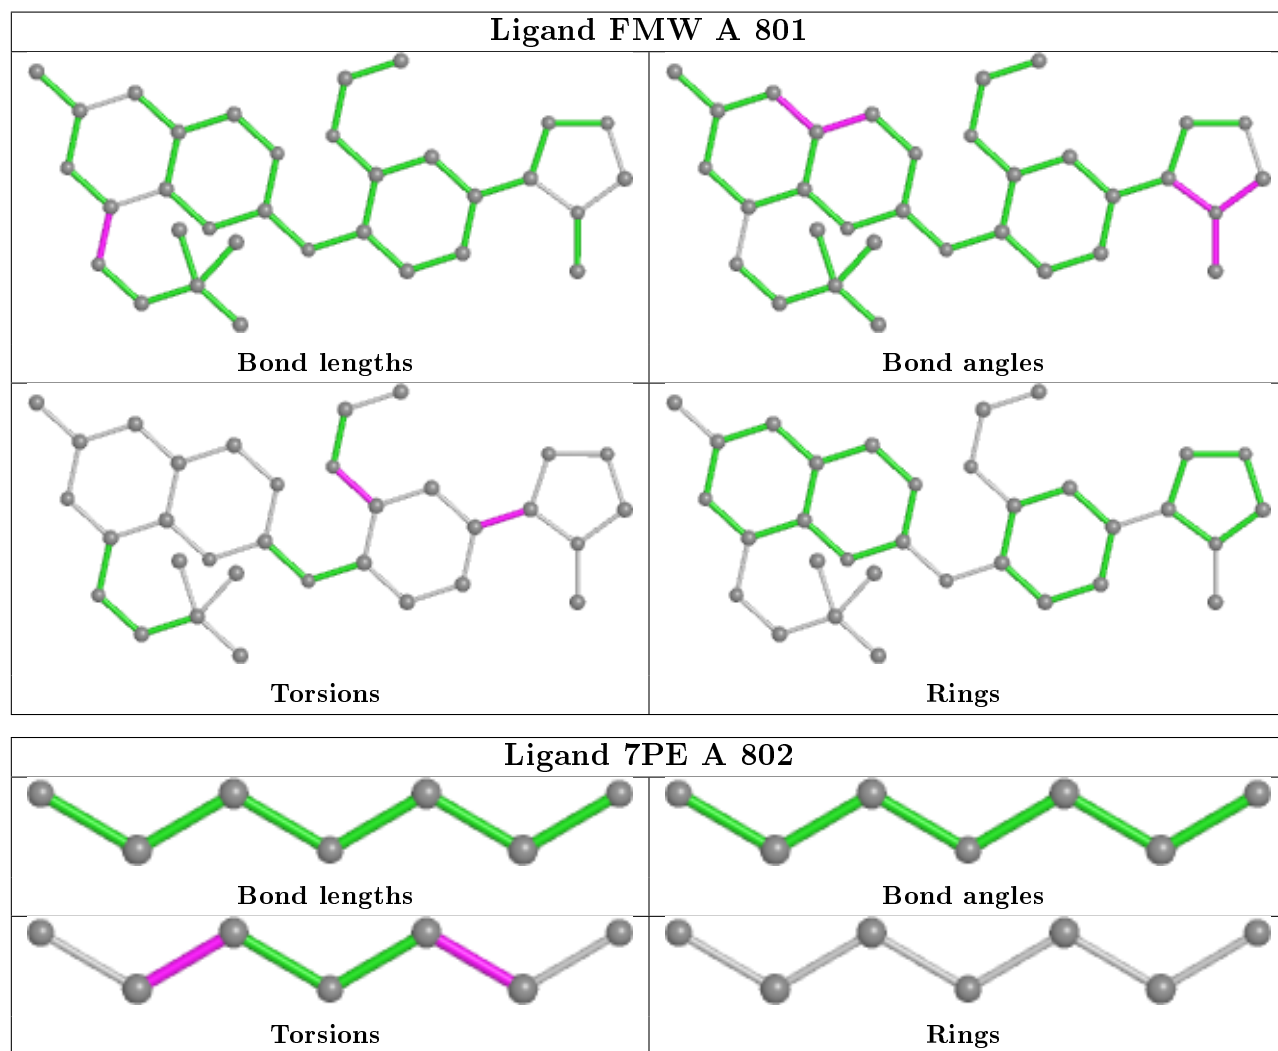 Ligand FMW A 801
Bond lengths
Bond angles
Torsions
Rings
Ligand 7PE A 802
Bond lengths
Bond angles
Torsions
Rings